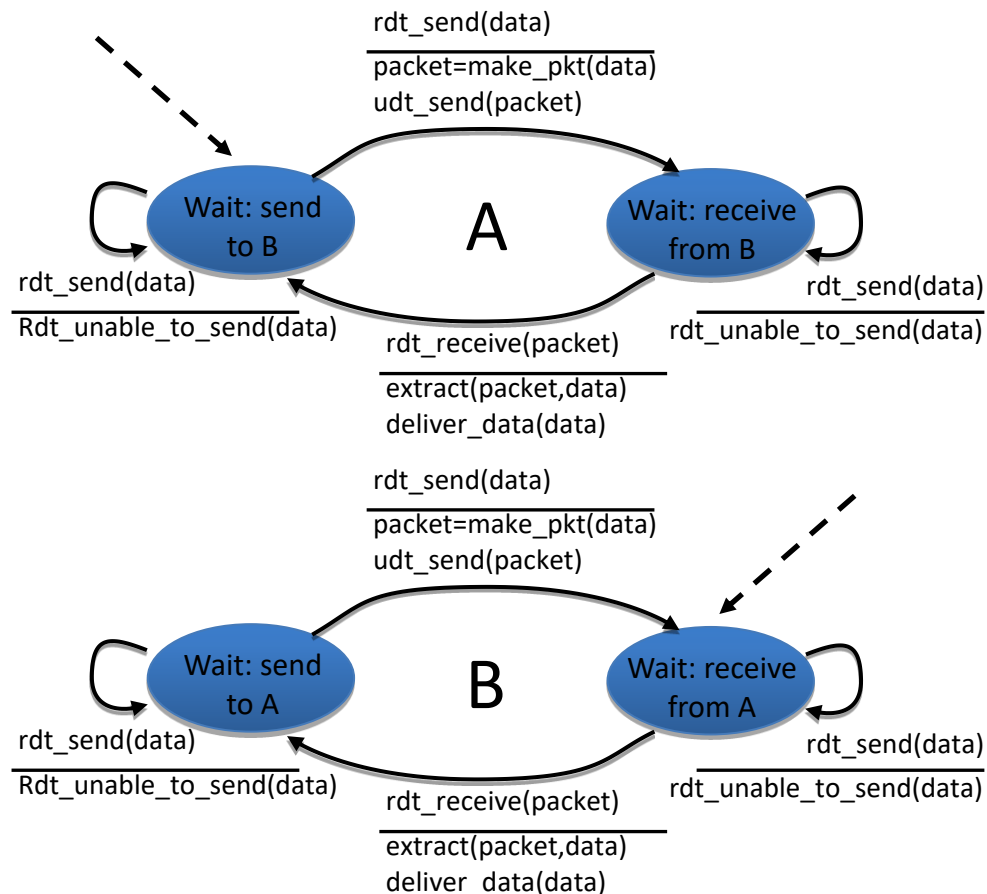 rdt_send(data)
packet=make_pkt(data)
udt_send(packet)
Wait: send
to B
A
Wait: receive
from B
rdt_send(data)
Rdt_unable_to_send(data)
rdt_send(data)
rdt_unable_to_send(data)
rdt_receive(packet)
extract(packet,data)
deliver_data(data)
rdt_send(data)
packet=make_pkt(data)
udt_send(packet)
Wait: send
to A
B
Wait: receive
from A
rdt_send(data)
Rdt_unable_to_send(data)
rdt_send(data)
rdt_unable_to_send(data)
rdt_receive(packet)
extract(packet,data)
deliver_data(data)